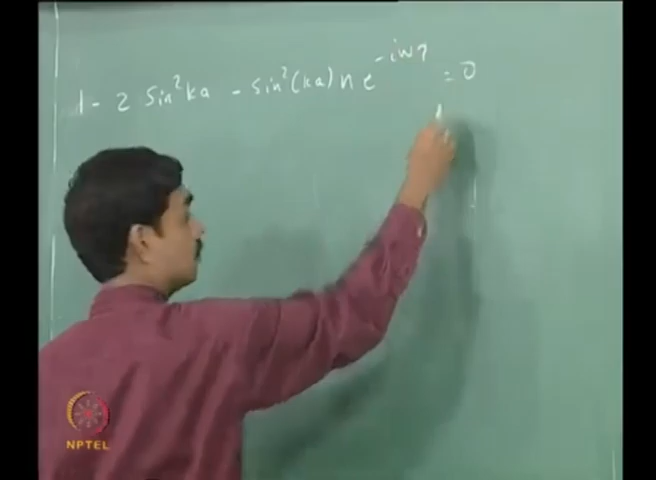 1 - 2 sin²ka - sin²(ka) n e^{-iωτ} = 0
NPTEL